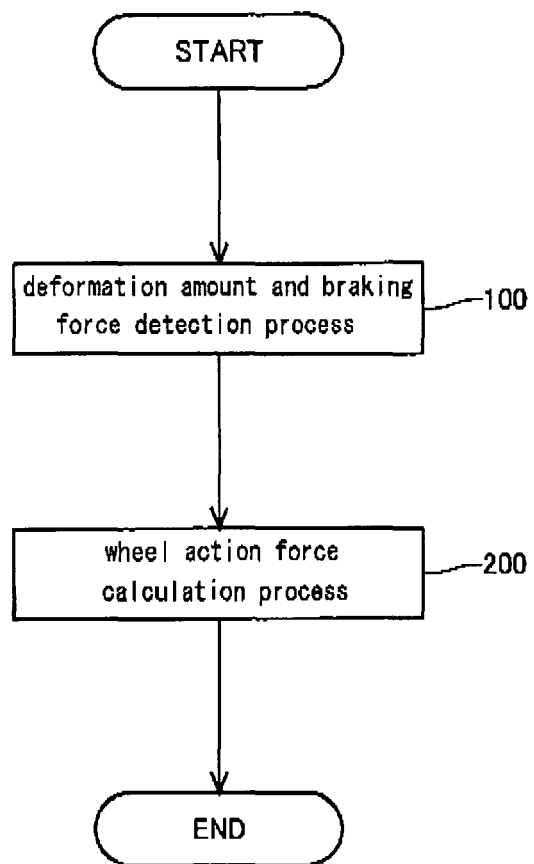 START
deformation amount and braking
force detection process
100
wheel action force
calculation process
200
END